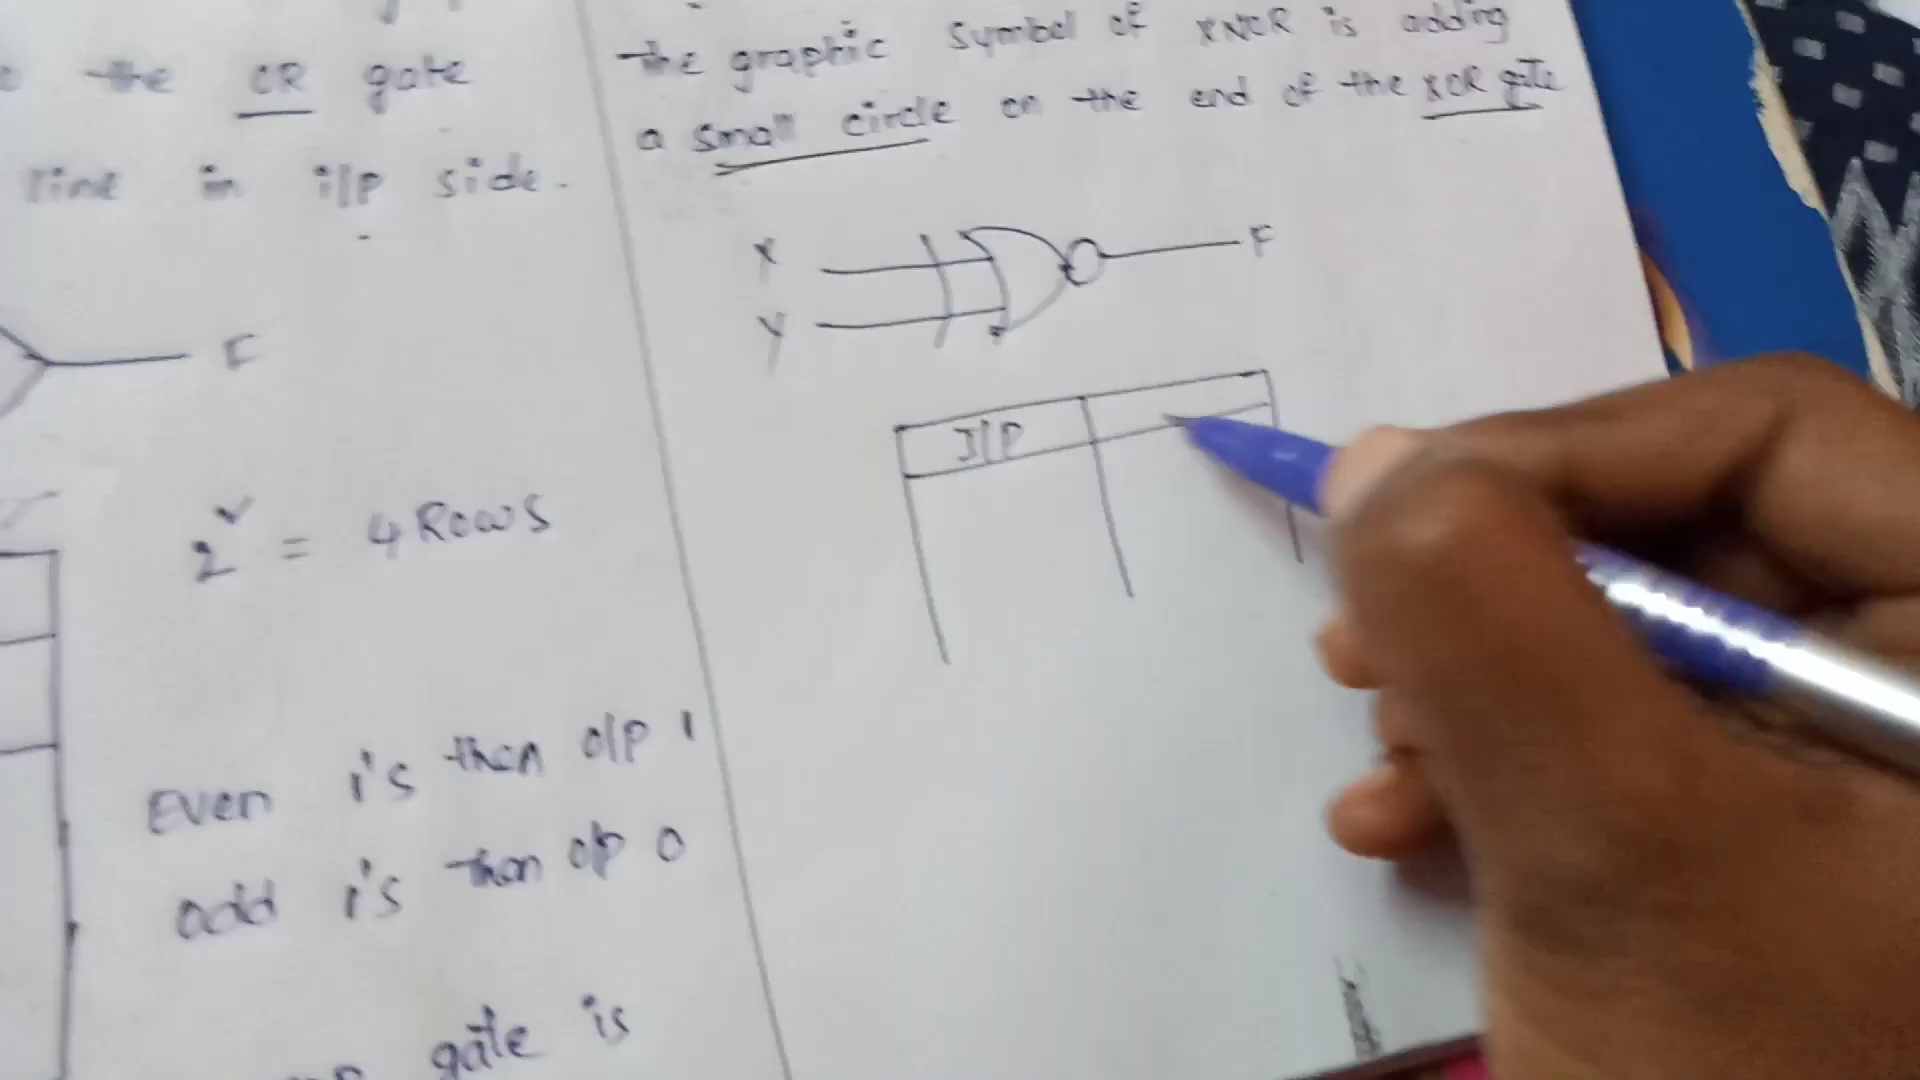 the OR gate
line in i/p side.
F
2² = 4 Rows
Even 1's then o/p 1
odd 1's then o/p 0
gate is
the graphic symbol of XNOR is adding
a small circle on the end of the XOR gate
X
F
Y
I/P